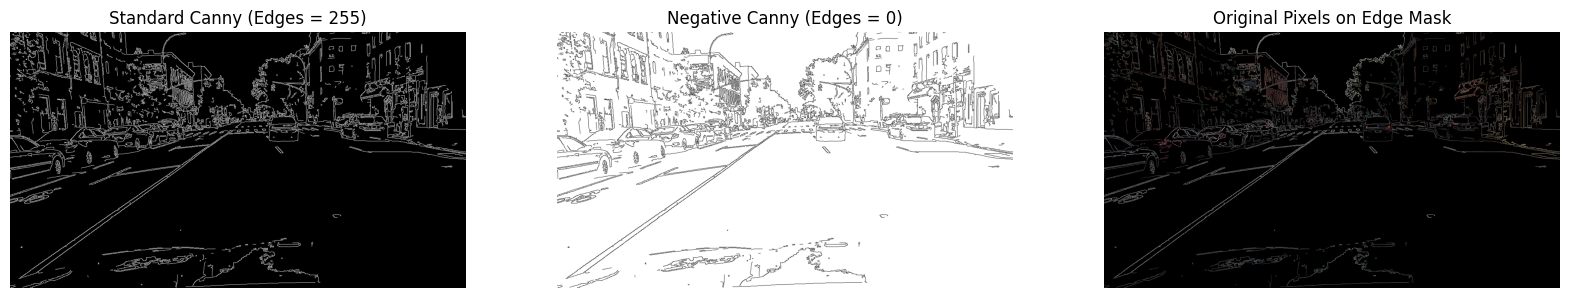 Standard Canny (Edges = 255)
Negative Canny (Edges = 0)
Original Pixels on Edge Mask